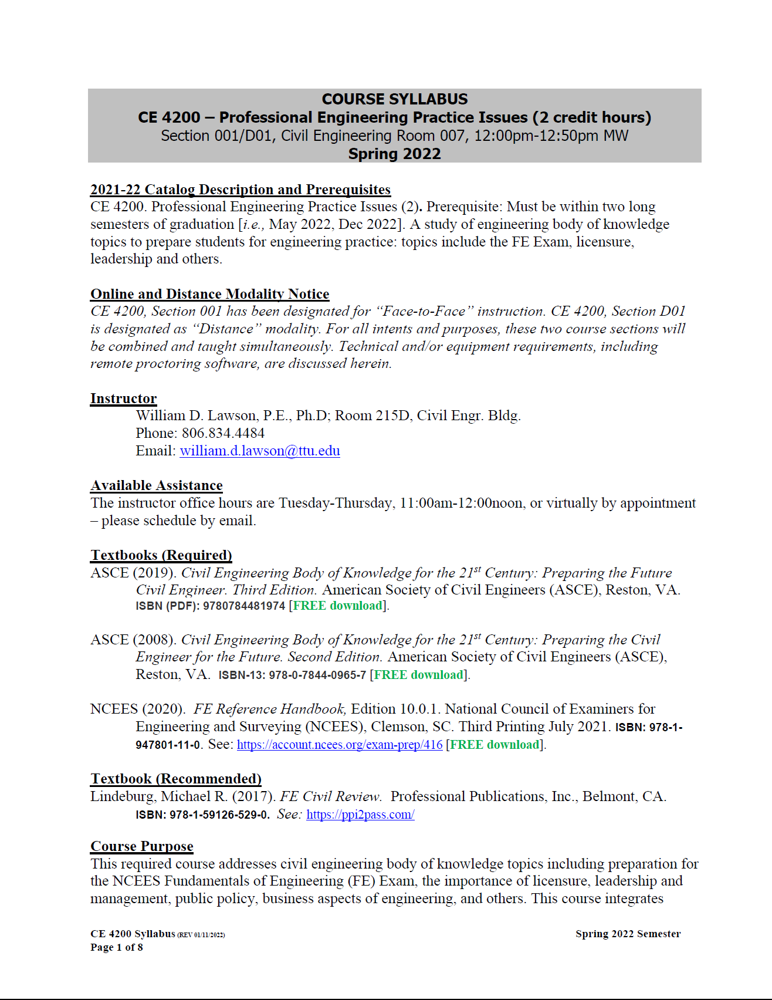 COURSE SYLLABUS
CE 4200 – Professional Engineering Practice Issues (2 credit hours)
Section 001/D01, Civil Engineering Room 007, 12:00pm-12:50pm MW
Spring 2022
2021-22 Catalog Description and Prerequisites
CE 4200. Professional Engineering Practice Issues (2). Prerequisite: Must be within two long
semesters of graduation [i.e., May 2022, Dec 2022]. A study of engineering body of knowledge
topics to prepare students for engineering practice: topics include the FE Exam, licensure,
leadership and others.
Online and Distance Modality Notice
CE 4200, Section 001 has been designated for “Face-to-Face” instruction. CE 4200, Section D01
is designated as “Distance” modality. For all intents and purposes, these two course sections will
be combined and taught simultaneously. Technical and/or equipment requirements, including
remote proctoring software, are discussed herein.
Instructor
William D. Lawson, P.E., Ph.D; Room 215D, Civil Engr. Bldg.
Phone: 806.834.4484
Email: william.d.lawson@ttu.edu
Available Assistance
The instructor office hours are Tuesday-Thursday, 11:00am-12:00noon, or virtually by appointment
– please schedule by email.
Textbooks (Required)
ASCE (2019). Civil Engineering Body of Knowledge for the 21st Century: Preparing the Future
Civil Engineer. Third Edition. American Society of Civil Engineers (ASCE), Reston, VA.
ISBN (PDF): 9780784481974 [FREE download].
ASCE (2008). Civil Engineering Body of Knowledge for the 21st Century: Preparing the Civil
Engineer for the Future. Second Edition. American Society of Civil Engineers (ASCE),
Reston, VA. ISBN-13: 978-0-7844-0965-7 [FREE download].
NCEES (2020). FE Reference Handbook, Edition 10.0.1. National Council of Examiners for
Engineering and Surveying (NCEES), Clemson, SC. Third Printing July 2021. ISBN: 978-1-
947801-11-0. See: https://account.ncees.org/exam-prep/416 [FREE download].
Textbook (Recommended)
Lindeburg, Michael R. (2017). FE Civil Review. Professional Publications, Inc., Belmont, CA.
ISBN: 978-1-59126-529-0. See: https://ppi2pass.com/
Course Purpose
This required course addresses civil engineering body of knowledge topics including preparation for
the NCEES Fundamentals of Engineering (FE) Exam, the importance of licensure, leadership and
management, public policy, business aspects of engineering, and others. This course integrates
CE 4200 Syllabus (REV 01/11/2022) Spring 2022 Semester
Page 1 of 8